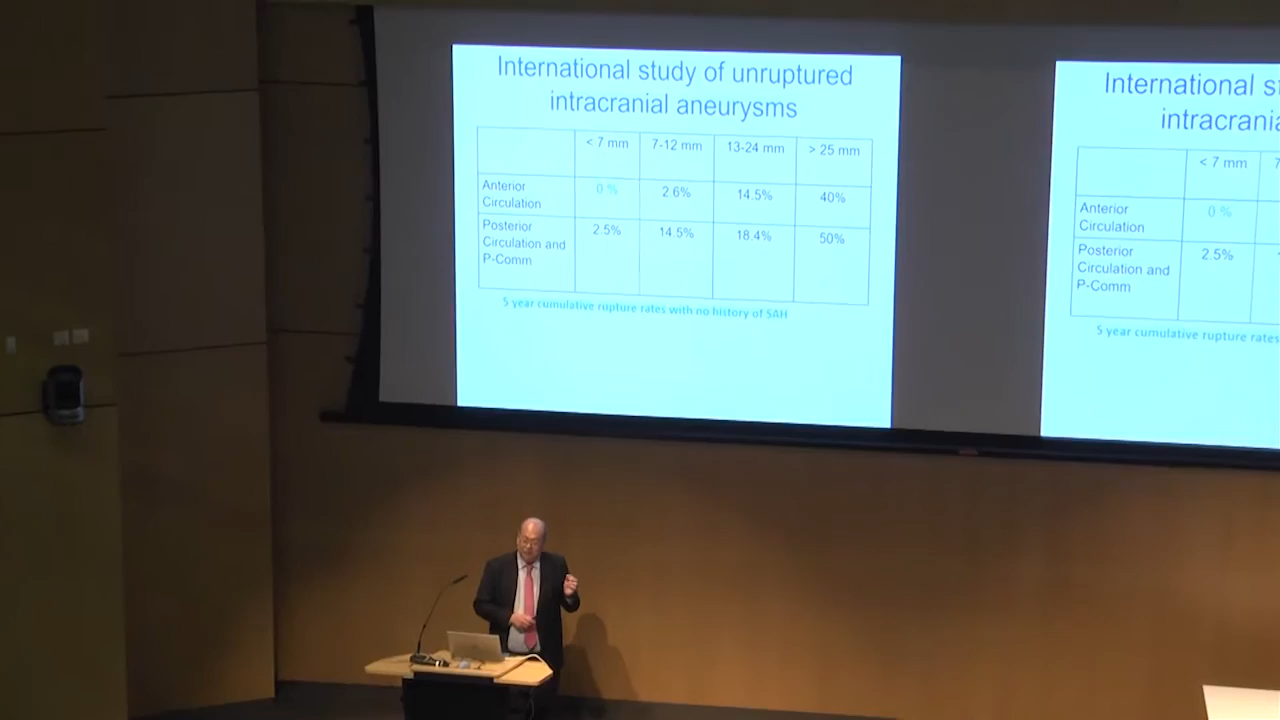 International study of unruptured
intracranial aneurysms
< 7 mm 7-12 mm 13-24 mm > 25 mm
Anterior
Circulation
0 % 2.6% 14.5% 40%
Posterior
Circulation and
P-Comm
2.5% 14.5% 18.4% 50%
5 year cumulative rupture rates with no history of SAH
International st
intracrania
< 7 mm 7
Anterior
Circulation
0 %
Posterior
Circulation and
P-Comm
2.5%
5 year cumulative rupture rates